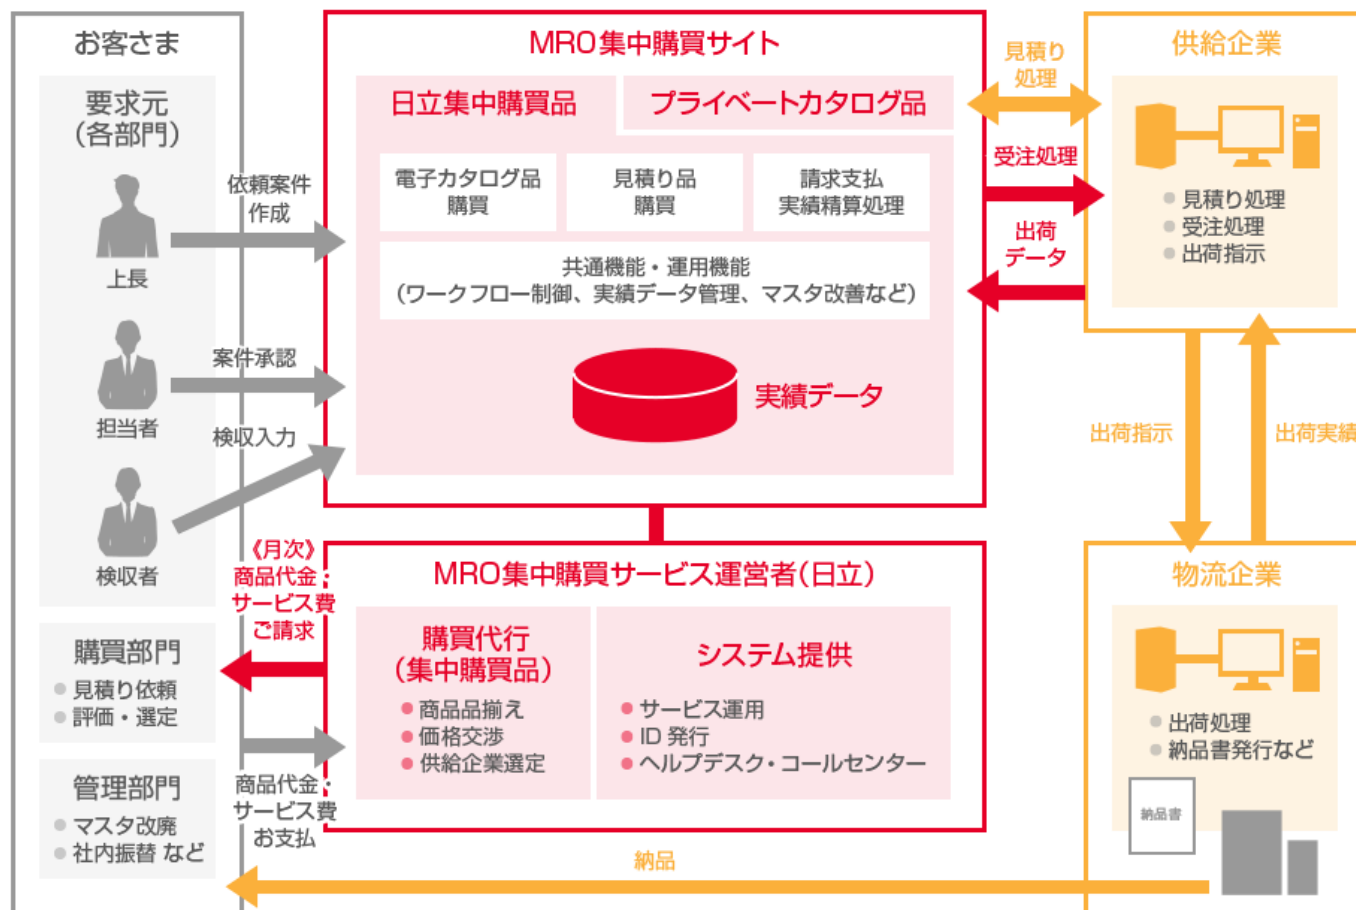 お客さま
要求元
(各部門)
上長
担当者
検収者
購買部門
見積り依頼
評価・選定
管理部門
マスタ改廃
社内振替 など
依頼案件
作成
案件承認
検収入力
《月次》
商品代金・
サービス費
ご請求
商品代金・
サービス費
お支払
MRO集中購買サイト
日立集中購買品
プライベートカタログ品
電子カタログ品
購買
見積り品
購買
請求支払
実績精算処理
共通機能・運用機能
(ワークフロー制御、実績データ管理、マスタ改善など)
実績データ
MRO集中購買サービス運営者(日立)
購買代行
(集中購買品)
商品品揃え
価格交渉
供給企業選定
システム提供
サービス運用
ID 発行
ヘルプデスク・コールセンター
見積り
処理
受注処理
出荷
データ
供給企業
見積り処理
受注処理
出荷指示
出荷指示
出荷実績
物流企業
出荷処理
納品書発行など
納品書
納品